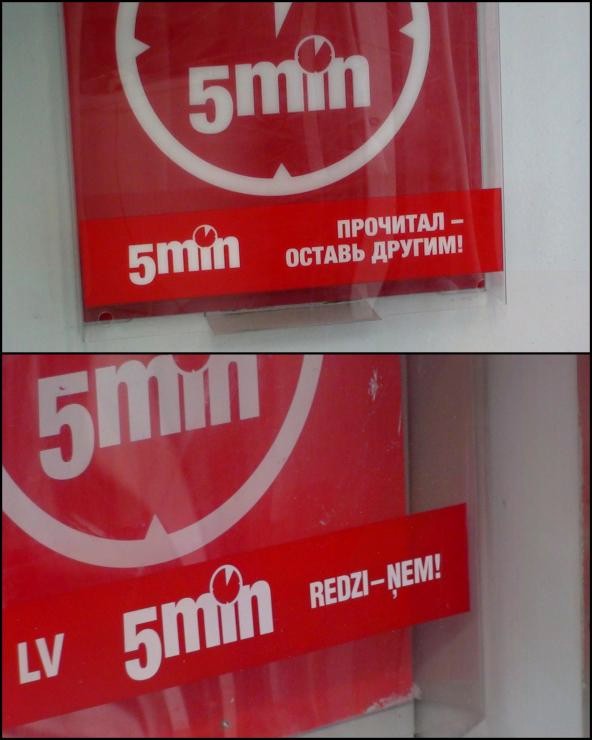 5min
5min
ПРОЧИТАЛ –
ОСТАВЬ ДРУГИМ!
5min
LV 5min REDZI–ŅEM!